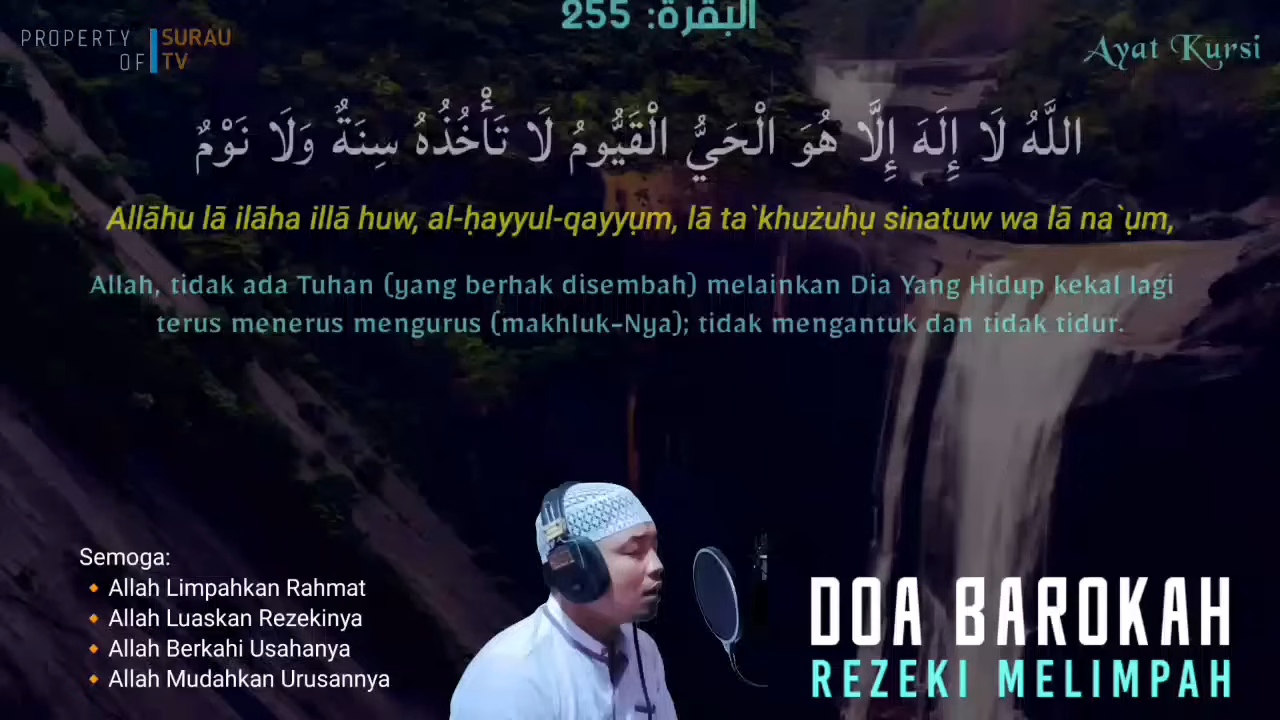 PROPERTY OF
SURAU TV
البقرة: 255
Ayat Kursi
اللَّهُ لَا إِلَهَ إِلَّا هُوَ الْحَيُّ الْقَيُّومُ لَا تَأْخُذُهُ سِنَةٌ وَلَا نَوْمٌ
Allāhu lā ilāha illā huw, al-ḥayyul-qayyụm, lā ta`khużuhụ sinatuw wa lā na`ụm,
Allah, tidak ada Tuhan (yang berhak disembah) melainkan Dia Yang Hidup kekal lagi
terus menerus mengurus (makhluk-Nya); tidak mengantuk dan tidak tidur.
Semoga:
🔸Allah Limpahkan Rahmat
🔸Allah Luaskan Rezekinya
🔸Allah Berkahi Usahanya
🔸Allah Mudahkan Urusannya
DOA BAROKAH
REZEKI MELIMPAH